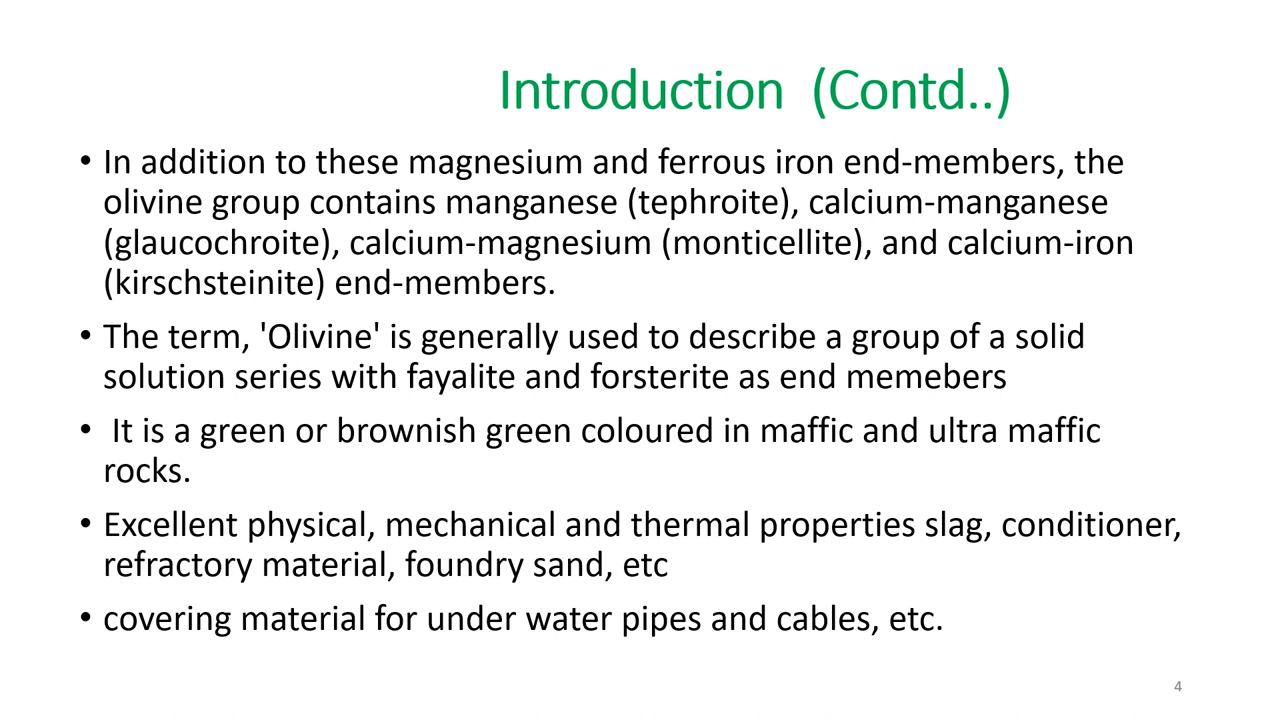 Introduction (Contd..)
• In addition to these magnesium and ferrous iron end-members, the
olivine group contains manganese (tephroite), calcium-manganese
(glaucochroite), calcium-magnesium (monticellite), and calcium-iron
(kirschsteinite) end-members.
• The term, 'Olivine' is generally used to describe a group of a solid
solution series with fayalite and forsterite as end memebers
• It is a green or brownish green coloured in maffic and ultra maffic
rocks.
• Excellent physical, mechanical and thermal properties slag, conditioner,
refractory material, foundry sand, etc
• covering material for under water pipes and cables, etc.
4